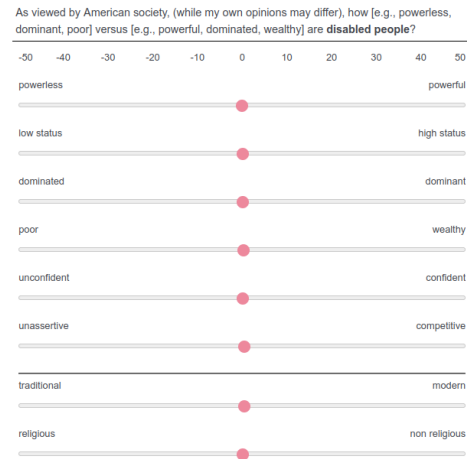 As viewed by American society, (while my own opinions may differ), how [e.g., powerless,
dominant, poor] versus [e.g., powerful, dominated, wealthy] are disabled people?
-50 -40 -30 -20 -10 0 10 20 30 40 50
powerless powerful
low status high status
dominated dominant
poor wealthy
unconfident confident
unassertive competitive
traditional modern
religious non religious